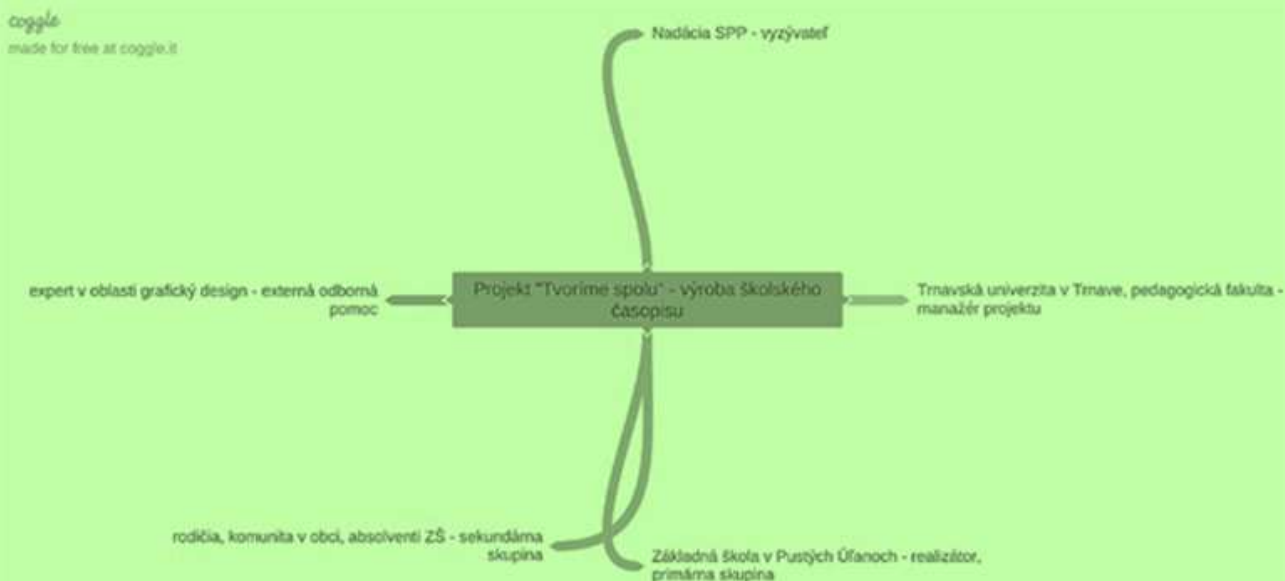 coggle
made for free at coggle.it
Nadácia SPP - vyzývateľ
expert v oblasti grafický design - externá odborná
pomoc
Projekt "Tvoríme spolu" - výroba školského
časopisu
Trnavská univerzita v Trnave, pedagogická fakulta -
manažér projektu
rodičia, komunita v obci, absolventi ZŠ - sekundárna
skupina
Základná škola v Pustých Úľanoch - realizátor,
primárna skupina